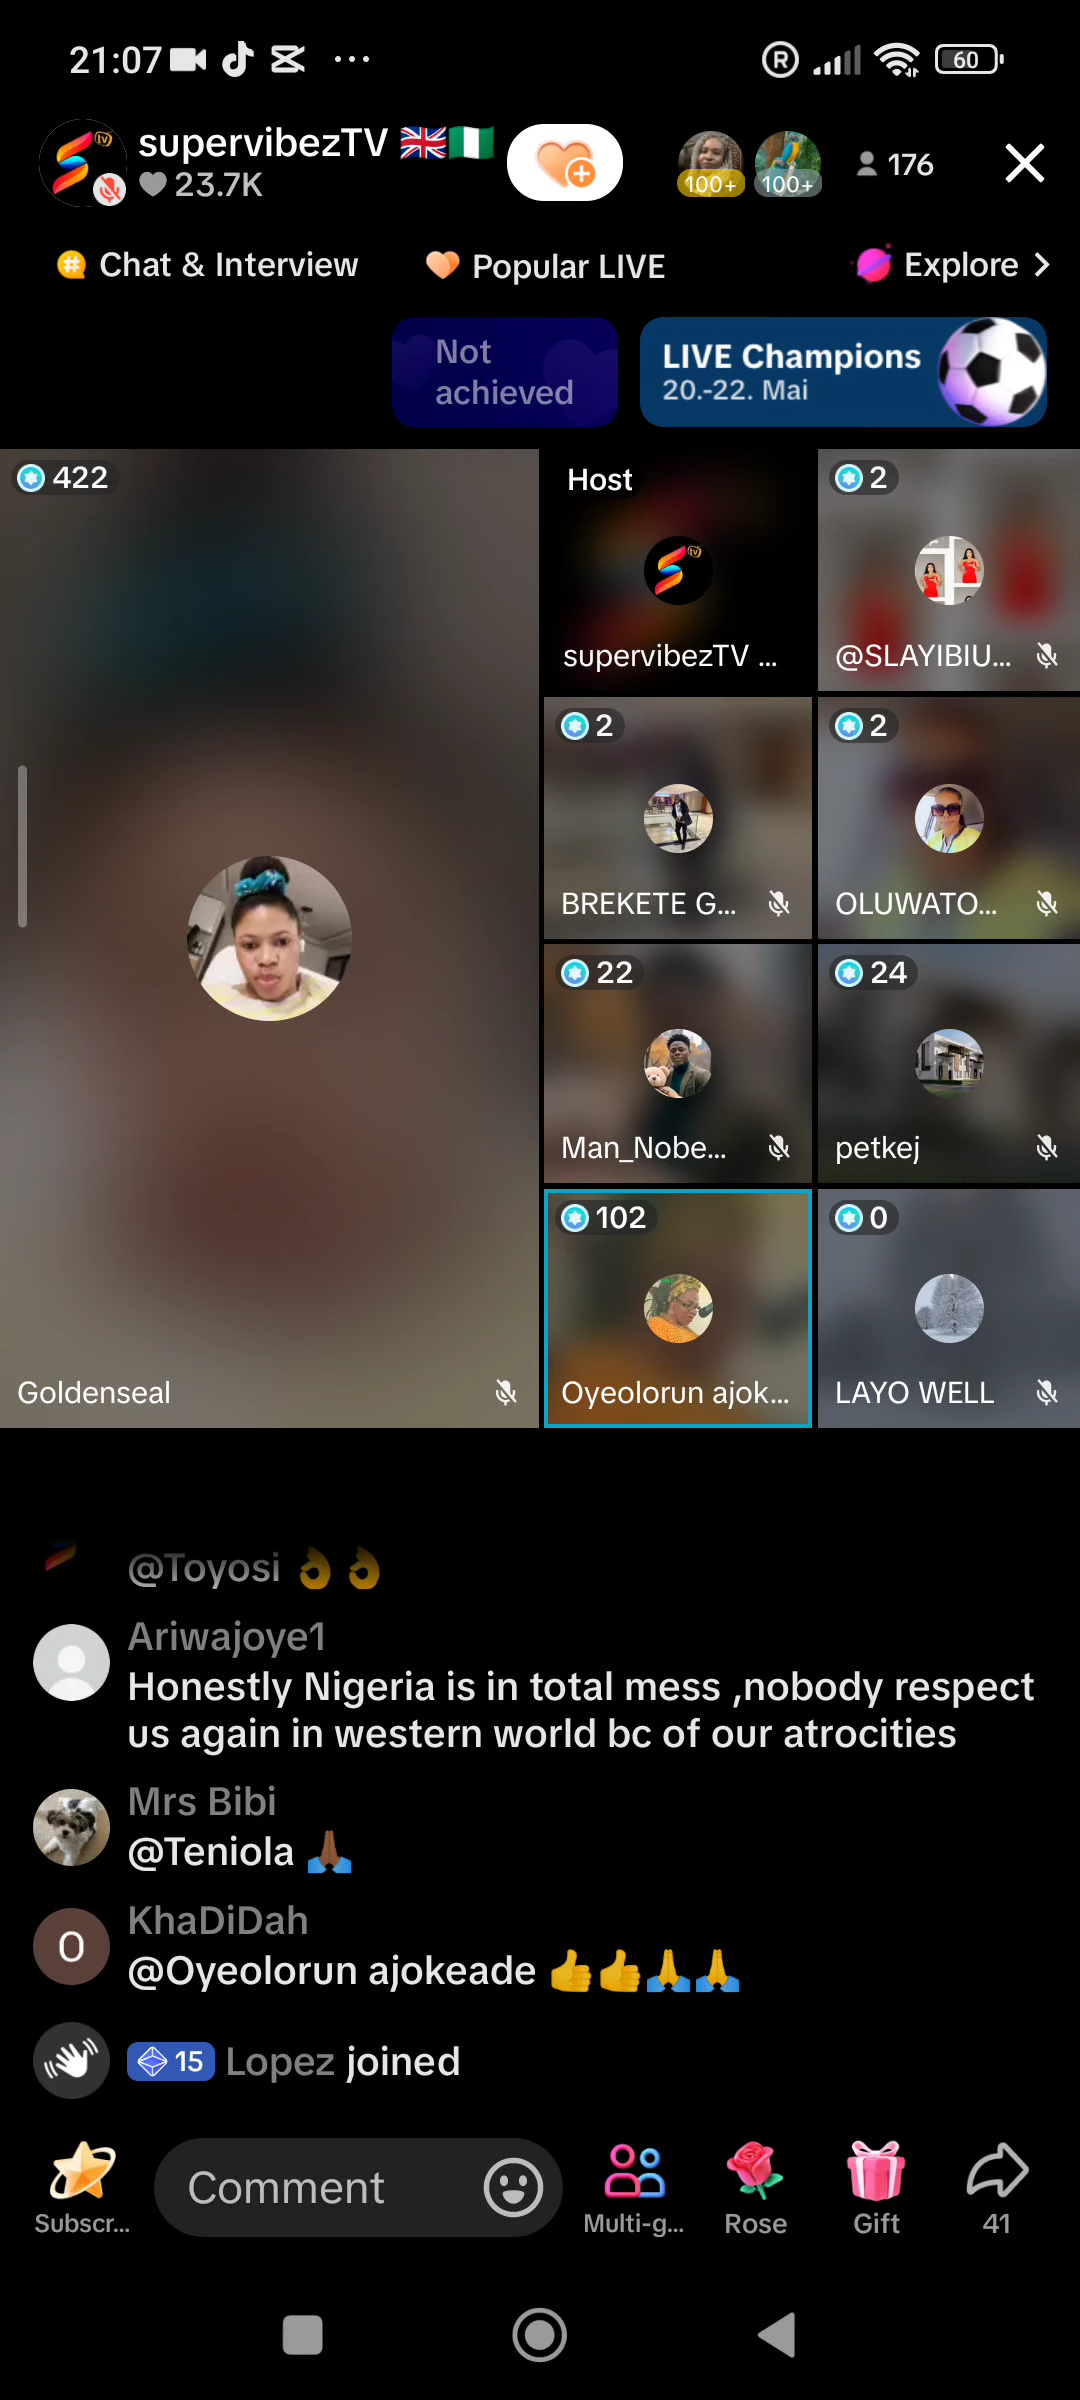 21:07
60
supervibezTV 🇬🇧🇳🇬
23.7K
100+
100+
176
Chat & Interview
Popular LIVE
Explore
Not
achieved
LIVE Champions
20.-22. Mai
422
Host
supervibezTV ...
2
@SLAYIBIU...
2
BREKETE G...
2
OLUWATO...
22
Man_Nobe...
24
petkej
102
Oyeolorun ajok...
0
LAYO WELL
Goldenseal
@Toyosi 👌👌
Ariwajoye1
Honestly Nigeria is in total mess ,nobody respect
us again in western world bc of our atrocities
Mrs Bibi
@Teniola 🙏🏾
KhaDiDah
@Oyeolorun ajokeade 👍👍🙏🙏
15 Lopez joined
Subscr...
Comment
Multi-g...
Rose
Gift
41